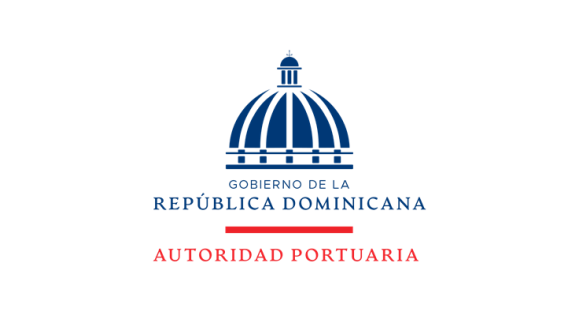 GOBIERNO DE LA
REPÚBLICA DOMINICANA
AUTORIDAD PORTUARIA